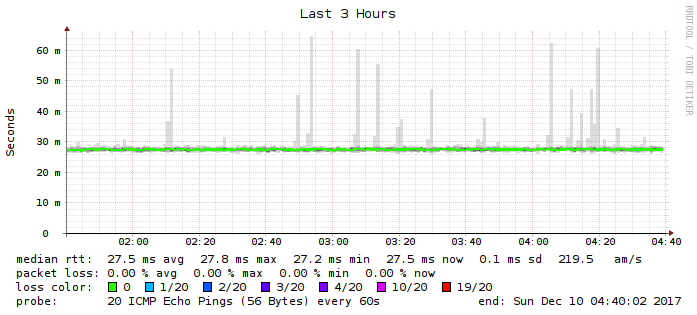 Last 3 Hours
RRDTOOL / TOBI OETIKER
Seconds
60 m
50 m
40 m
30 m
20 m
10 m
0
02:00 02:20 02:40 03:00 03:20 03:40 04:00 04:20 04:40
median rtt: 27.5 ms avg 27.8 ms max 27.2 ms min 27.5 ms now 0.1 ms sd 219.5 am/s
packet loss: 0.00 % avg 0.00 % max 0.00 % min 0.00 % now
loss color: 0 1/20 2/20 3/20 4/20 10/20 19/20
probe: 20 ICMP Echo Pings (56 Bytes) every 60s end: Sun Dec 10 04:40:02 2017